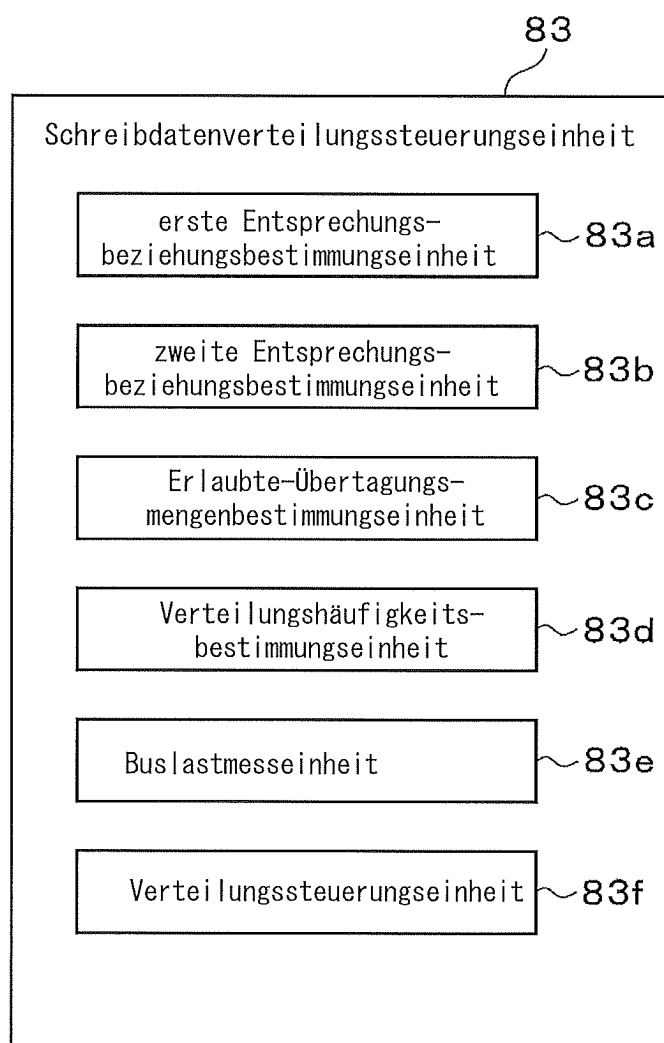 83
Schreibdatenverteilungssteuerungseinheit
erste Entsprechungs-
beziehungsbestimmungseinheit
83a
zweite Entsprechungs-
beziehungsbestimmungseinheit
83b
Erlaubte-Übertagungs-
mengenbestimmungseinheit
83c
Verteilungshäufigkeits-
bestimmungseinheit
83d
Buslastmesseinheit
83e
Verteilungssteuerungseinheit
83f